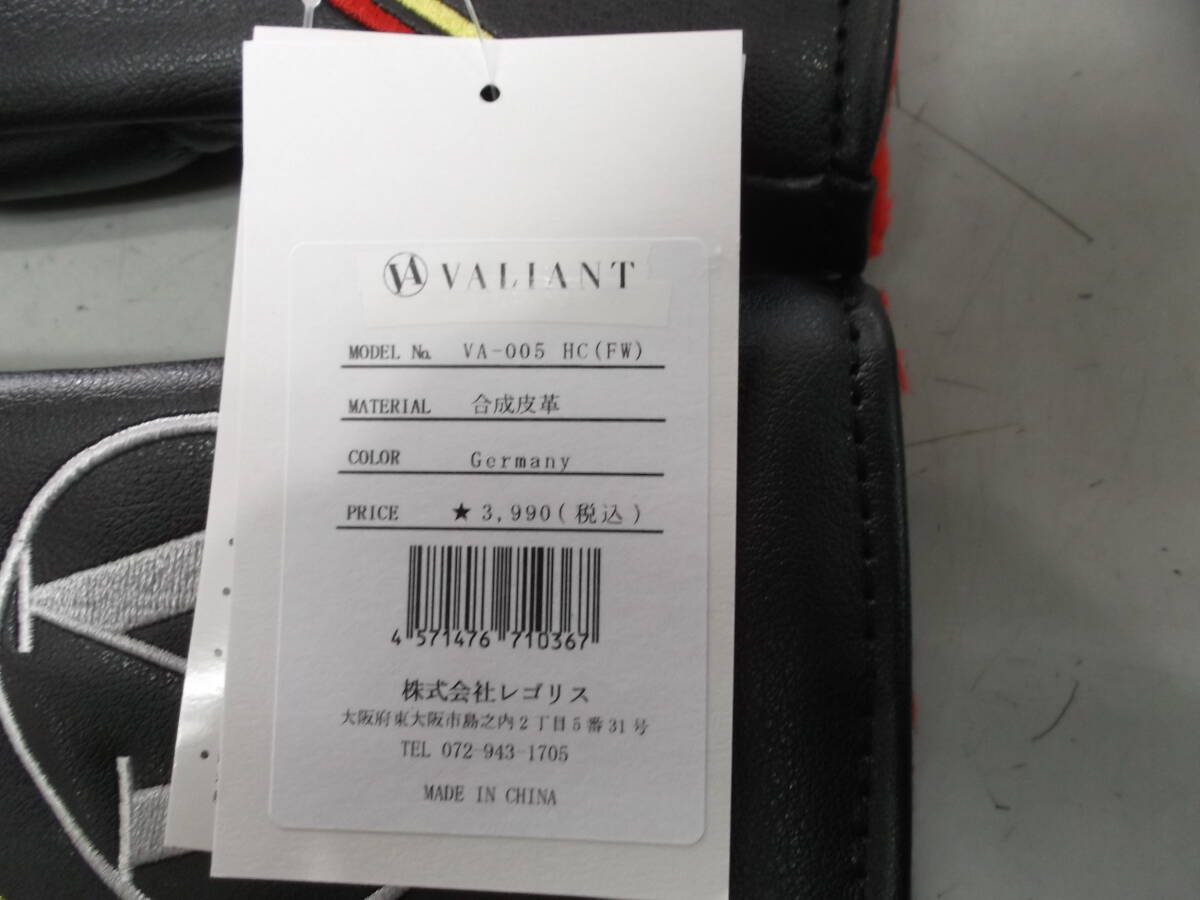 VA VALIANT
MODEL No. VA-005 HC(FW)
MATERIAL 合成皮革
COLOR Germany
PRICE ★ 3,990(税込)
4 571476 710367
株式会社レゴリス
大阪府東大阪市島之内2丁目5番31号
TEL 072-943-1705
MADE IN CHINA